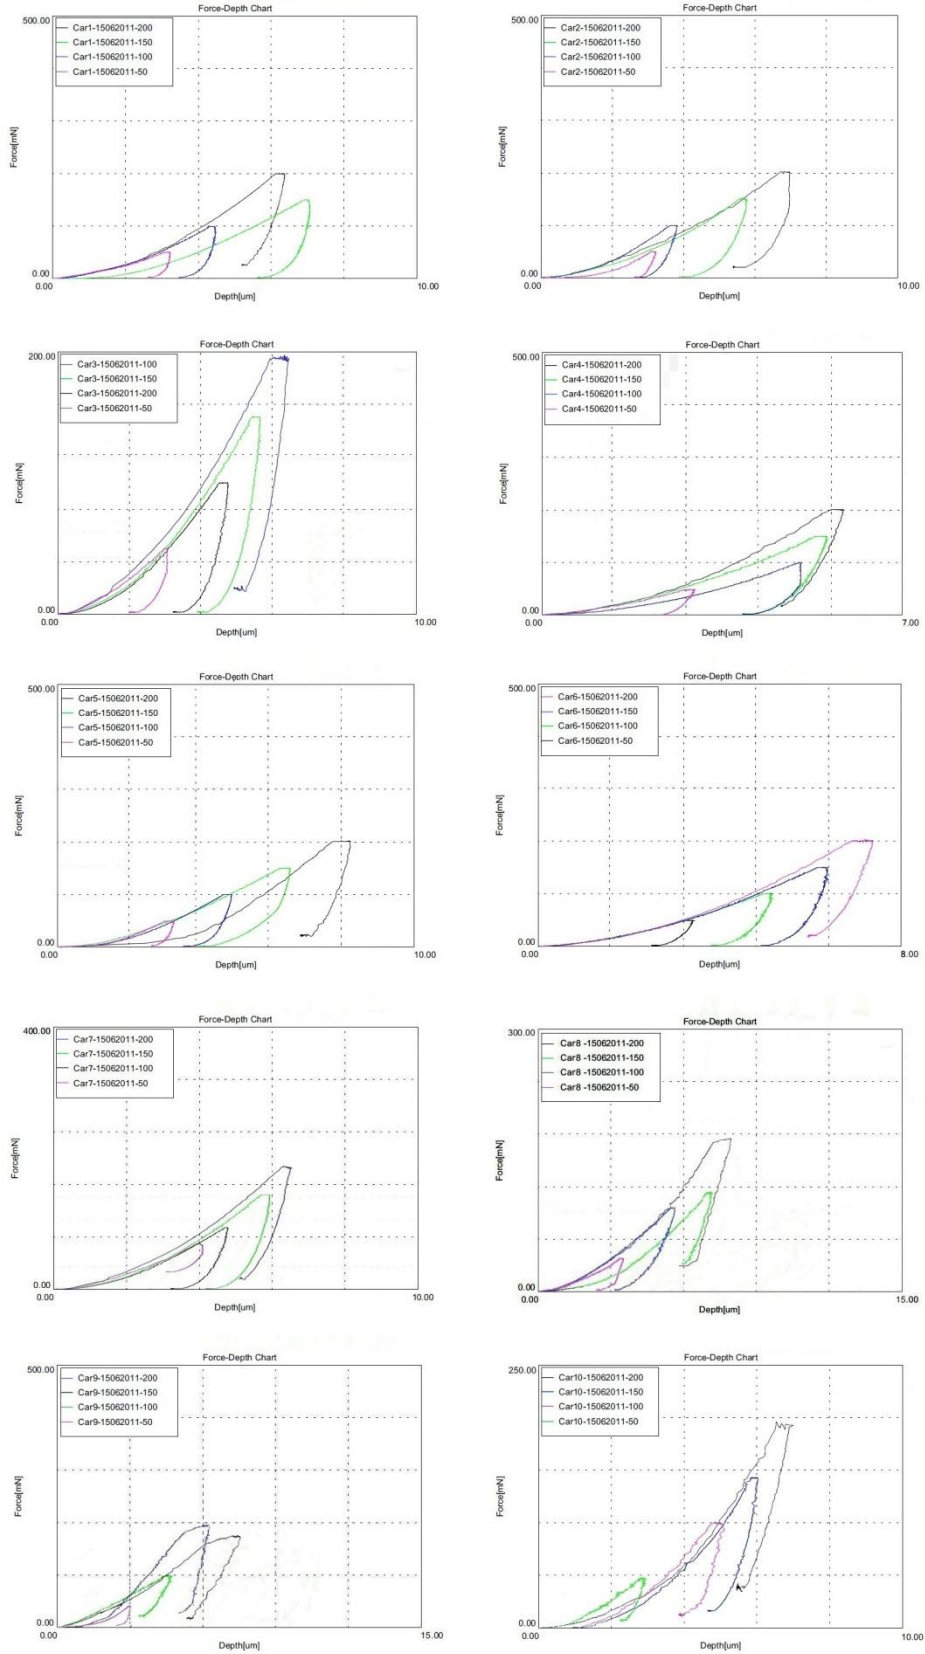 Force-Depth Chart
500.00
Car1-15062011-200
Car1-15062011-150
Car1-15062011-100
Car1-15062011-50
Force[mN]
0.00
0.00
10.00
Depth[um]
Force-Depth Chart
500.00
Car2-15062011-200
Car2-15062011-150
Car2-15062011-100
Car2-15062011-50
Force[mN]
0.00
0.00
10.00
Depth[um]
Force-Depth Chart
200.00
Car3-15062011-100
Car3-15062011-150
Car3-15062011-200
Car3-15062011-50
Force[mN]
0.00
0.00
10.00
Depth[um]
Force-Depth Chart
500.00
Car4-15062011-200
Car4-15062011-150
Car4-15062011-100
Car4-15062011-50
Force[mN]
0.00
0.00
7.00
Depth[um]
Force-Depth Chart
500.00
Car5-15062011-200
Car5-15062011-150
Car5-15062011-100
Car5-15062011-50
Force[mN]
0.00
0.00
10.00
Depth[um]
Force-Depth Chart
500.00
Car6-15062011-200
Car6-15062011-150
Car6-15062011-100
Car6-15062011-50
Force[mN]
0.00
0.00
8.00
Depth[um]
Force-Depth Chart
400.00
Car7-15062011-200
Car7-15062011-150
Car7-15062011-100
Car7-15062011-50
Force[mN]
0.00
0.00
10.00
Depth[um]
Force-Depth Chart
300.00
Car8 -15062011-200
Car8 -15062011-150
Car8 -15062011-100
Car8 -15062011-50
Force[mN]
0.00
0.00
15.00
Depth[um]
Force-Depth Chart
500.00
Car9-15062011-200
Car9-15062011-150
Car9-15062011-100
Car9-15062011-50
Force[mN]
0.00
0.00
15.00
Depth[um]
Force-Depth Chart
250.00
Car10-15062011-200
Car10-15062011-150
Car10-15062011-100
Car10-15062011-50
Force[mN]
0.00
0.00
10.00
Depth[um]